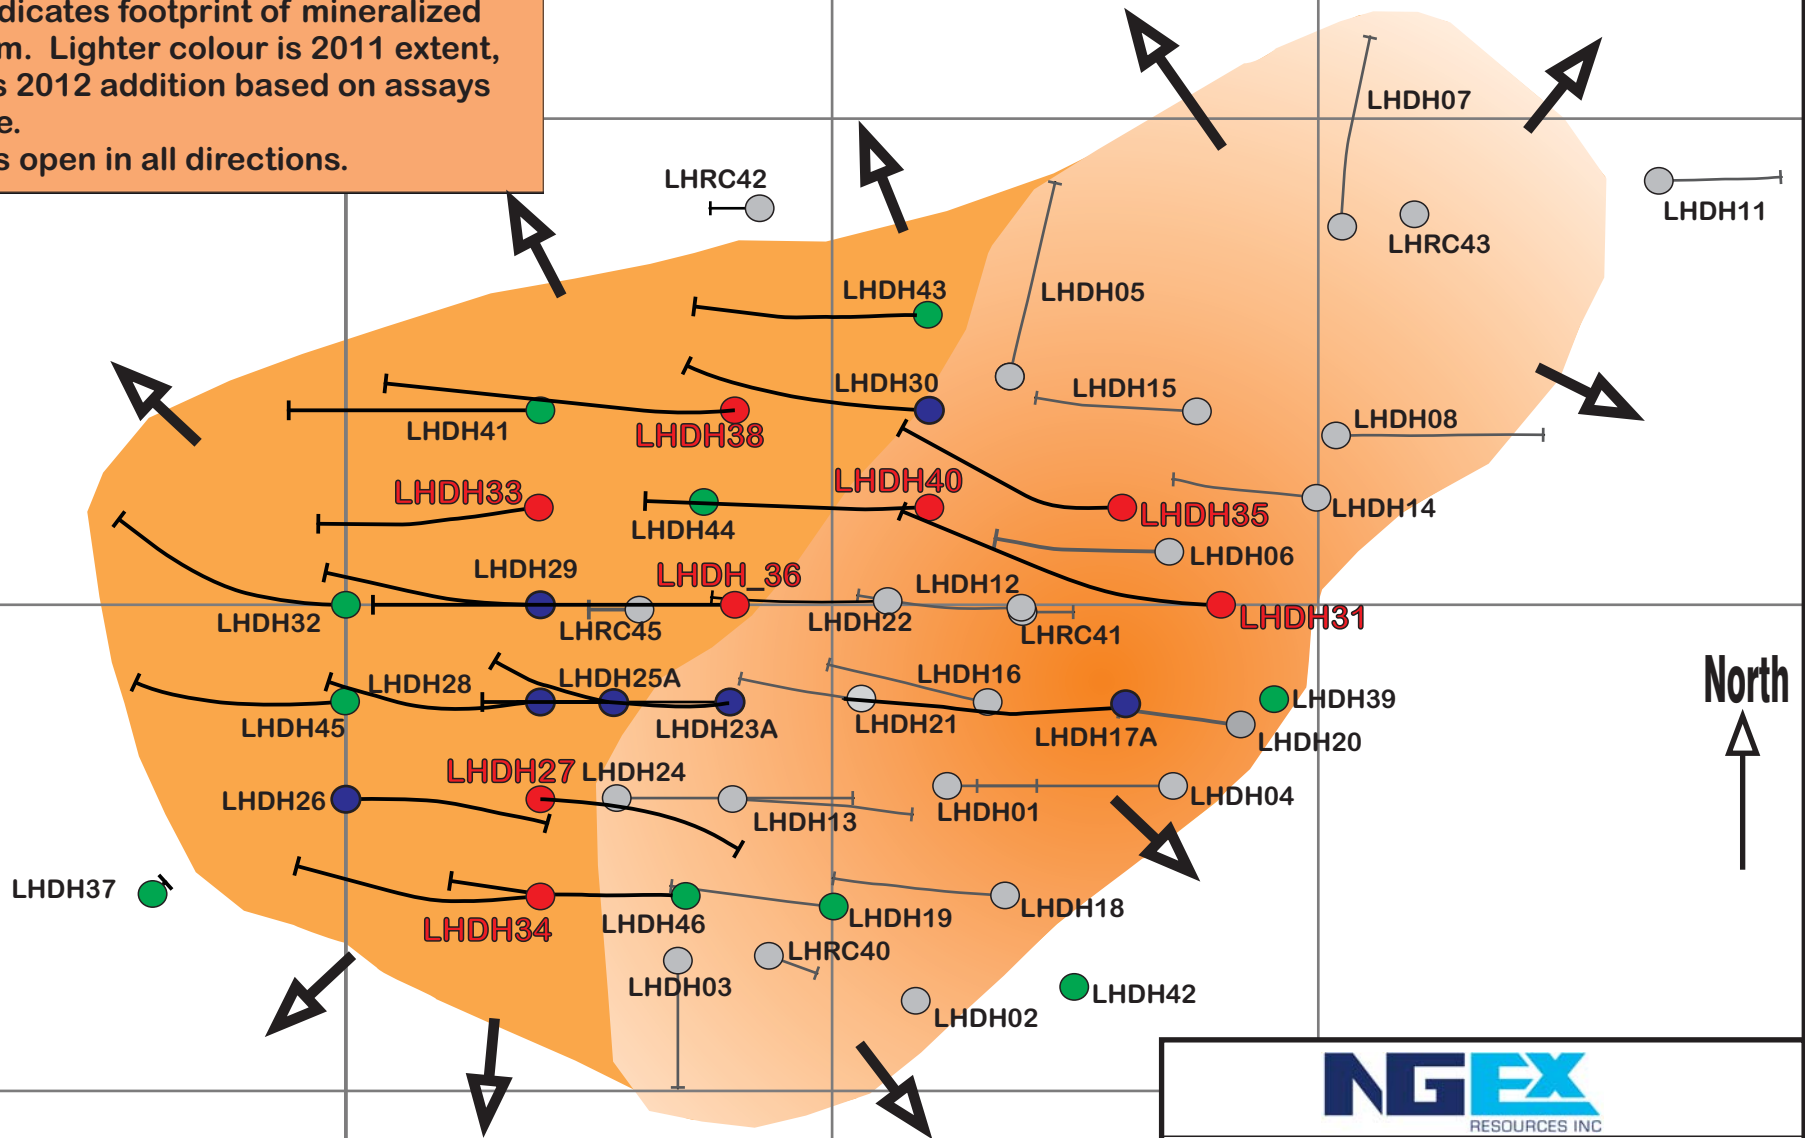 dicates footprint of mineralized
m. Lighter colour is 2011 extent,
s 2012 addition based on assays
e.
s open in all directions.
LHDH07
LHRC42
LHDH11
LHRC43
LHDH43
LHDH05
LHDH30
LHDH15
LHDH41
LHDH38
LHDH08
LHDH33
LHDH40
LHDH44
LHDH35
LHDH14
LHDH06
LHDH29
LHDH_36
LHDH12
LHDH32
LHRC45
LHDH22
LHRC41
LHDH31
LHDH28
LHDH25A
LHDH16
North
LHDH45
LHDH23A
LHDH21
LHDH17A
LHDH39
LHDH20
LHDH27
LHDH24
LHDH26
LHDH13
LHDH01
LHDH04
LHDH37
LHDH34
LHDH46
LHDH19
LHDH18
LHRC40
LHDH03
LHDH02
LHDH42
NGEX
RESOURCES INC